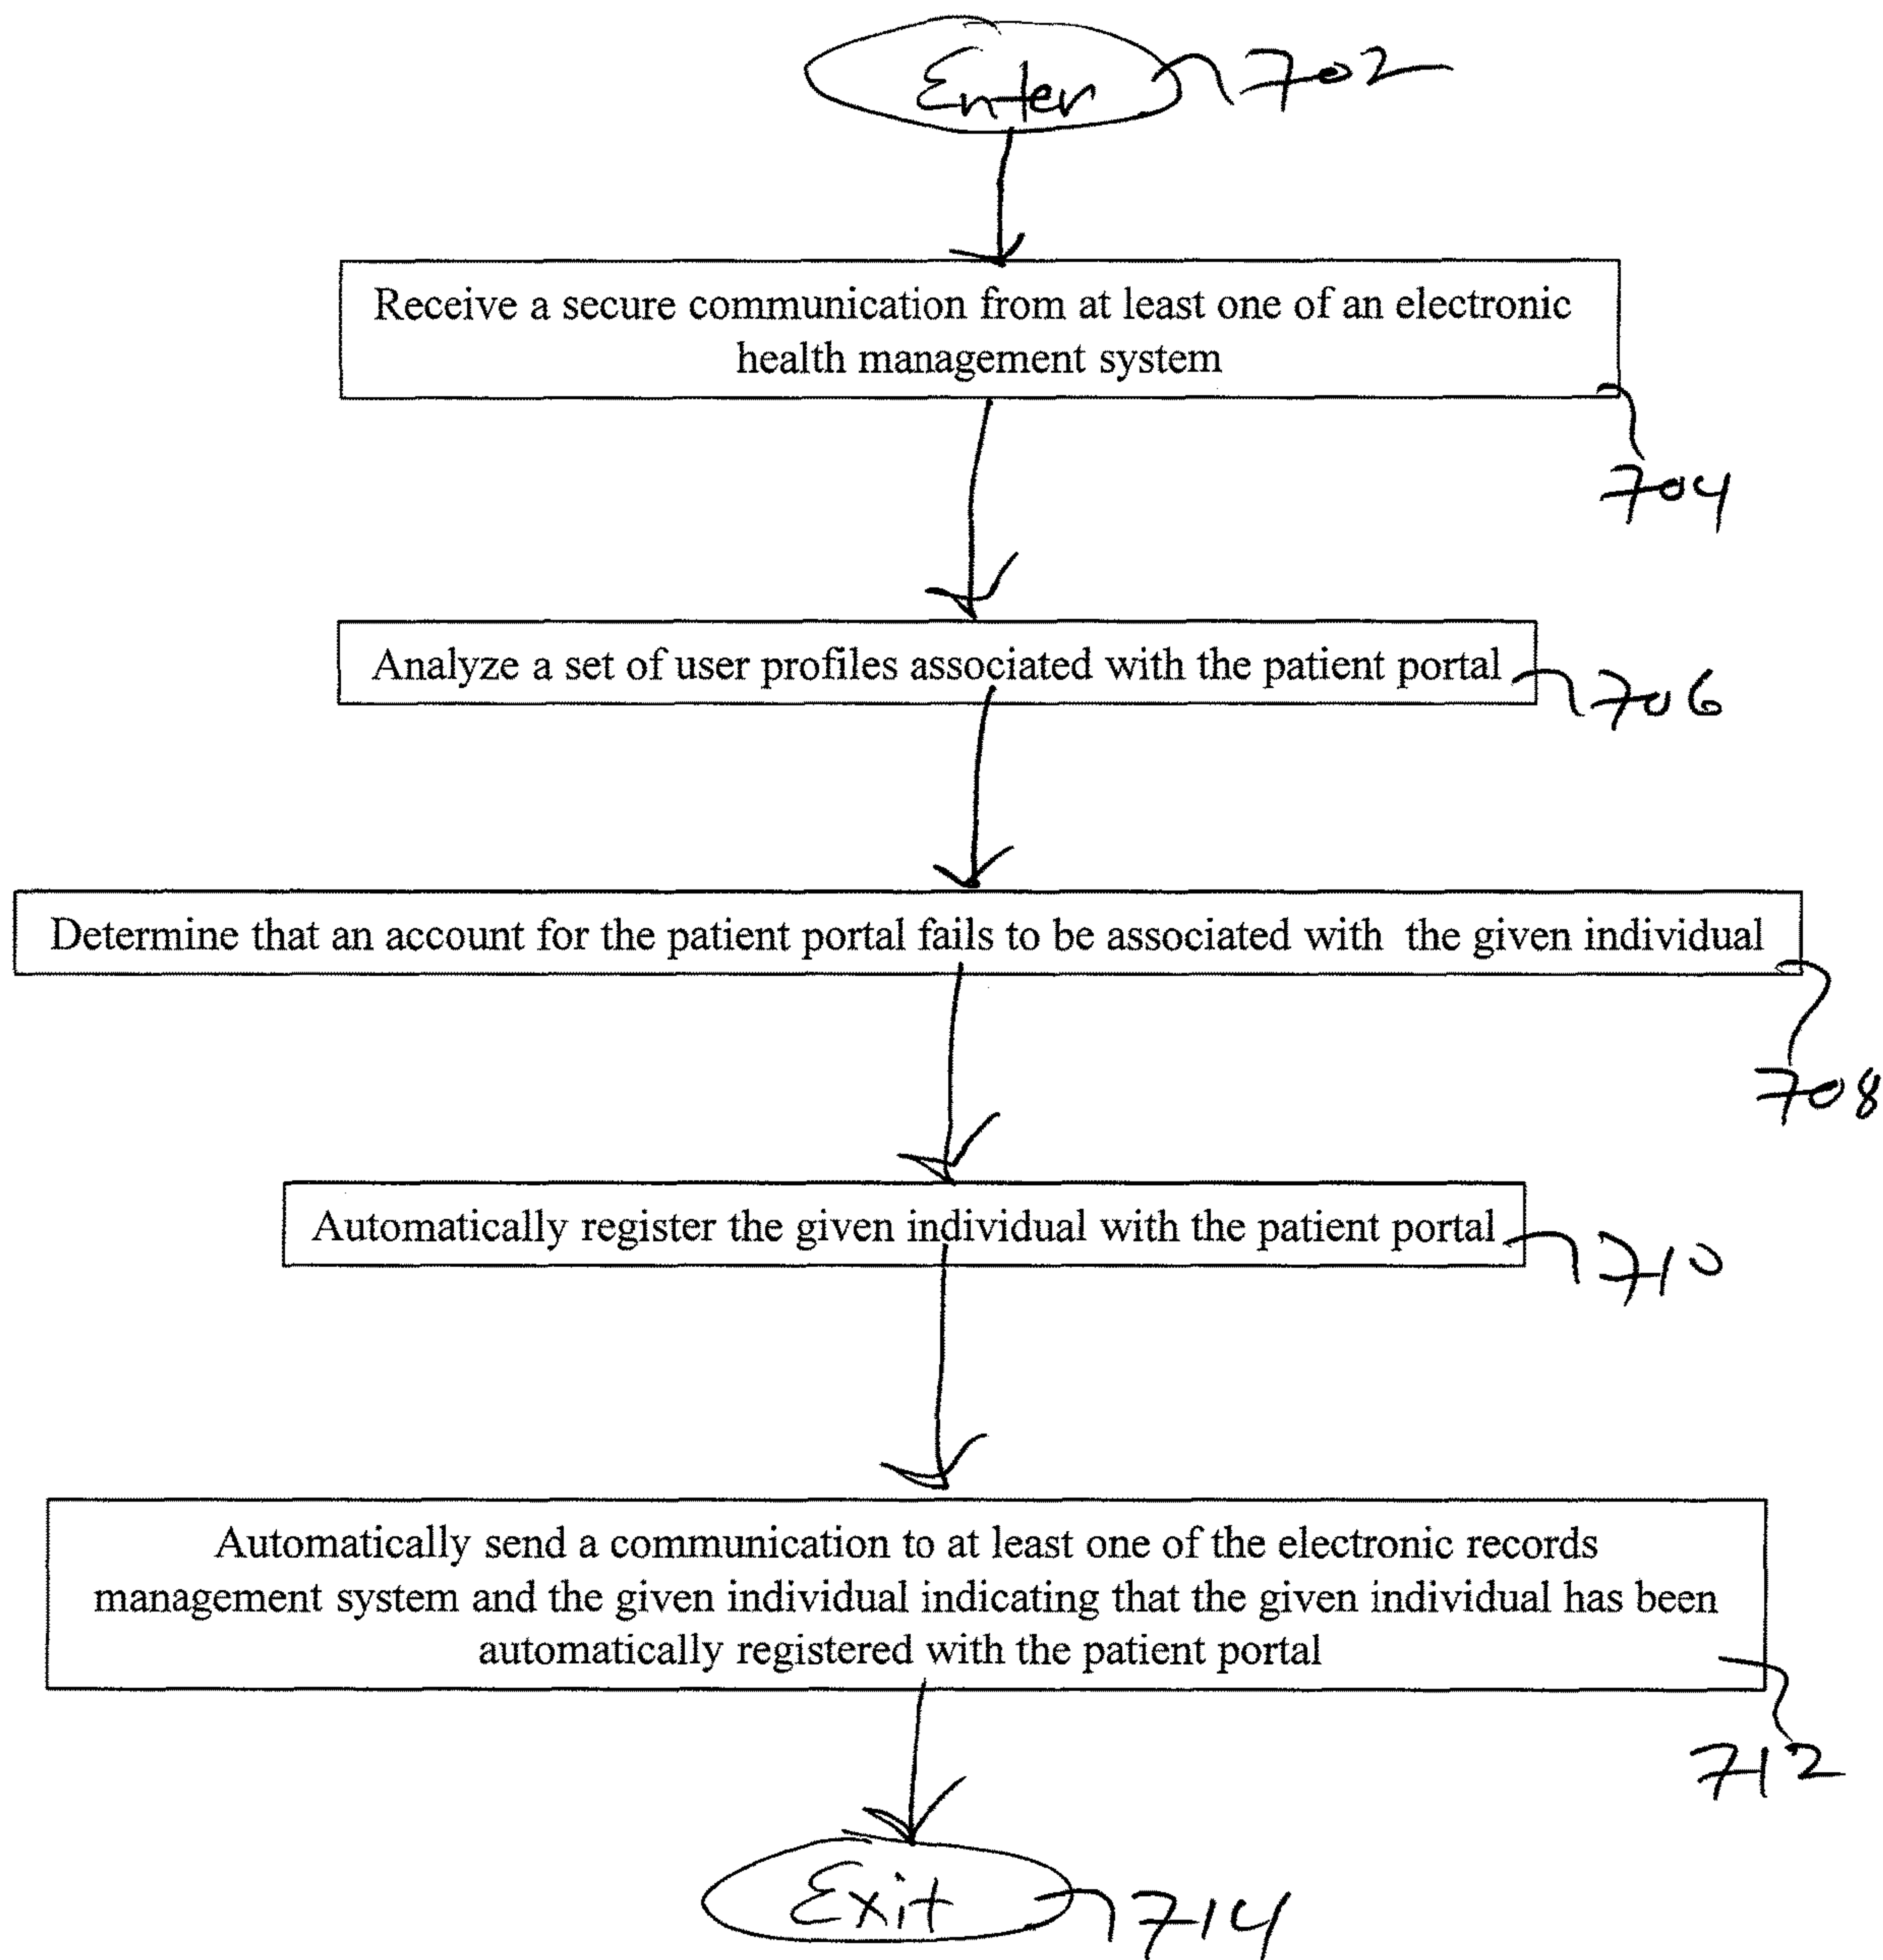 Enter 702
Receive a secure communication from at least one of an electronic
health management system
704
Analyze a set of user profiles associated with the patient portal
706
Determine that an account for the patient portal fails to be associated with the given individual
708
Automatically register the given individual with the patient portal
710
Automatically send a communication to at least one of the electronic records
management system and the given individual indicating that the given individual has been
automatically registered with the patient portal
712
Exit 714